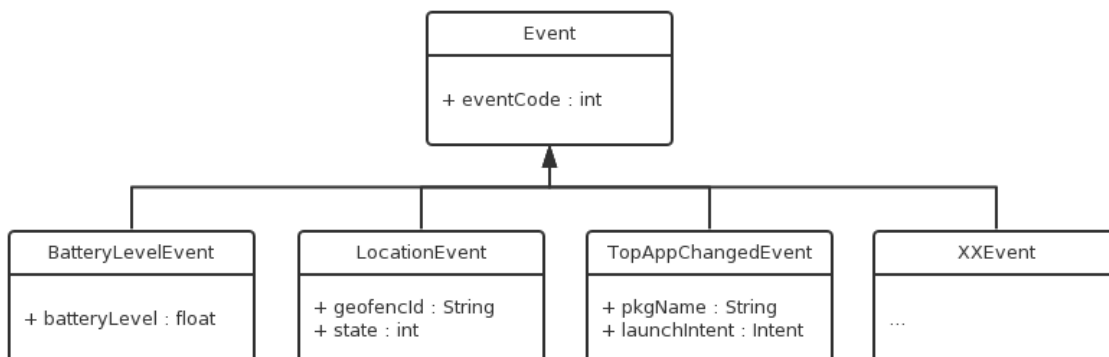 Event
+ eventCode : int
BatteryLevelEvent
+ batteryLevel : float
LocationEvent
+ geofencId : String
+ state : int
TopAppChangedEvent
+ pkgName : String
+ launchIntent : Intent
XXEvent
...